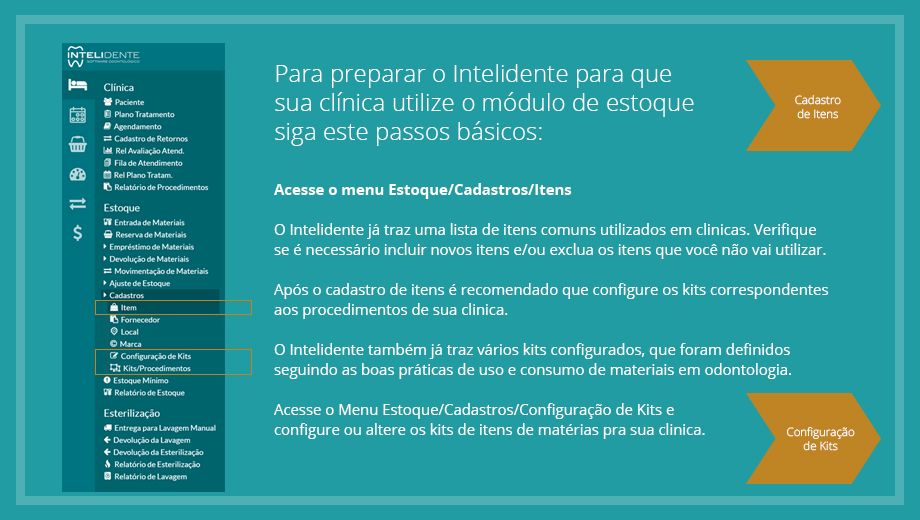 INTELIDENTE
SOFTWARE ODONTOLÓGICO
Clínica
Paciente
Plano Tratamento
Agendamento
Cadastro de Retornos
Rel Avaliação Atend.
Fila de Atendimento
Rel Plano Tratam.
Relatório de Procedimentos
Estoque
Entrada de Materiais
Reserva de Materiais
Empréstimo de Materiais
Devolução de Materiais
Movimentação de Materiais
Ajuste de Estoque
Cadastros
Item
Fornecedor
Local
Marca
Configuração de Kits
Kits/Procedimentos
Estoque Mínimo
Relatório de Estoque
Esterilização
Entrega para Lavagem Manual
Devolução da Lavagem
Devolução da Esterilização
Relatório de Esterilização
Relatório de Lavagem
Para preparar o Intelidente para que
sua clínica utilize o módulo de estoque
siga este passos básicos:
Acesse o menu Estoque/Cadastros/Itens
O Intelidente já traz uma lista de itens comuns utilizados em clinicas. Verifique
se é necessário incluir novos itens e/ou exclua os itens que você não vai utilizar.
Após o cadastro de itens é recomendado que configure os kits correspondentes
aos procedimentos de sua clinica.
O Intelidente também já traz vários kits configurados, que foram definidos
seguindo as boas práticas de uso e consumo de materiais em odontologia.
Acesse o Menu Estoque/Cadastros/Configuração de Kits e
configure ou altere os kits de itens de matérias pra sua clinica.
Cadastro
de Itens
Configuração
de Kits